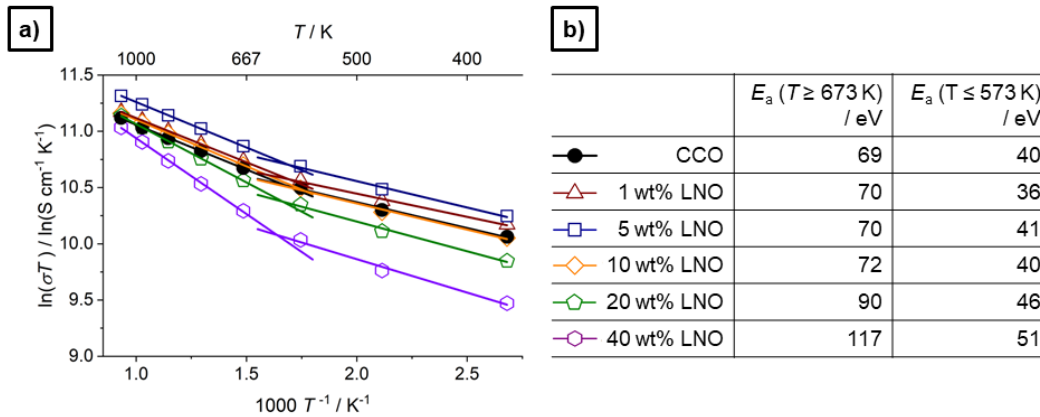 a)
T / K
1000 667 500 400
11.5
11.0
10.5
10.0
9.5
9.0
ln(σT) / ln(S cm⁻¹ K⁻¹)
1.0 1.5 2.0 2.5
1000 T⁻¹ / K⁻¹
b)
Eₐ (T ≥ 673 K) Eₐ (T ≤ 573 K)
/ eV / eV
CCO 69 40
1 wt% LNO 70 36
5 wt% LNO 70 41
10 wt% LNO 72 40
20 wt% LNO 90 46
40 wt% LNO 117 51